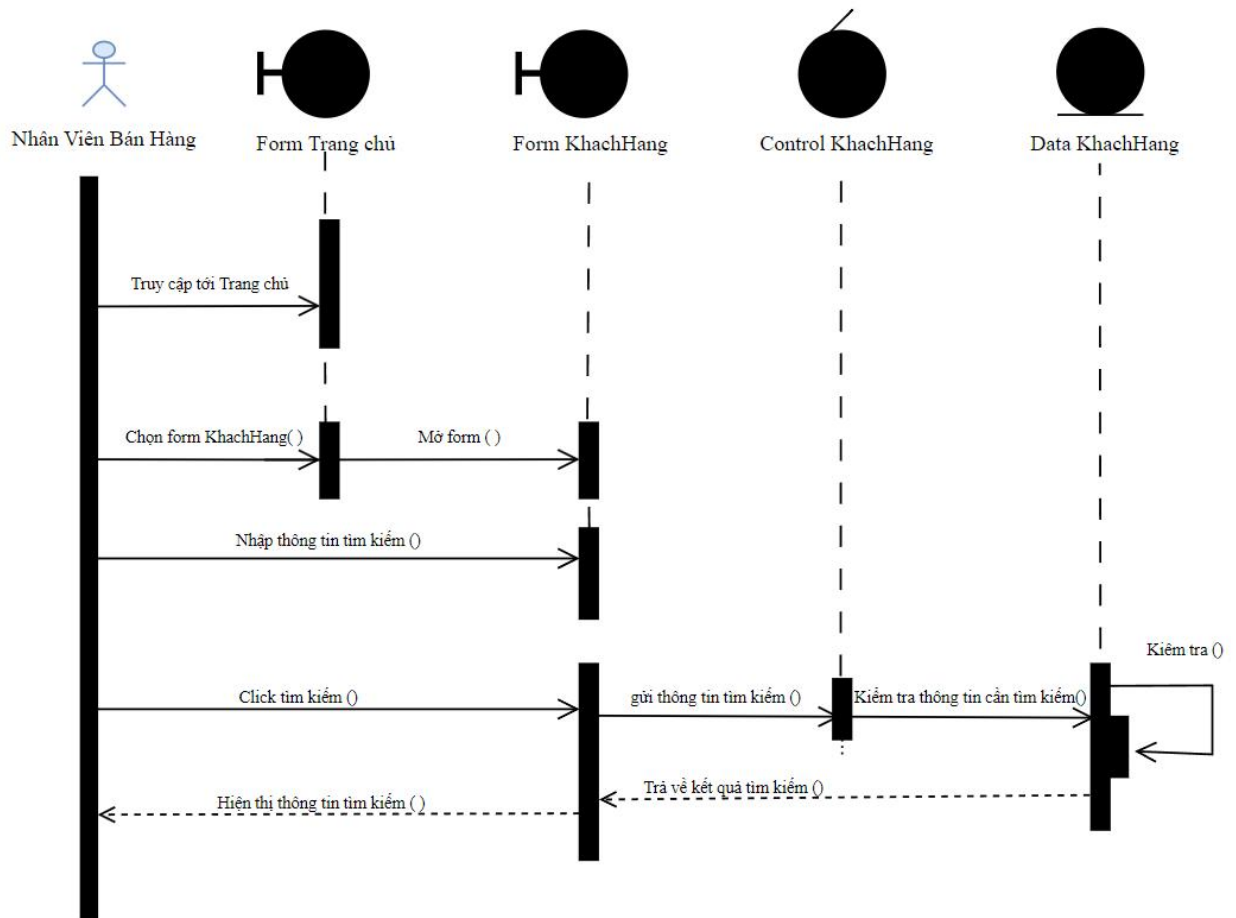 Nhân Viên Bán Hàng
Form Trang chủ
Form KhachHang
Control KhachHang
Data KhachHang
Truy cập tới Trang chủ
Chọn form KhachHang( )
Mở form ( )
Nhập thông tin tìm kiếm ()
Kiêm tra ()
Click tìm kiếm ()
gửi thông tin tìm kiếm ()
Kiểm tra thông tin cần tìm kiếm()
Trả về kết quả tìm kiếm ()
Hiện thị thông tin tìm kiếm ( )